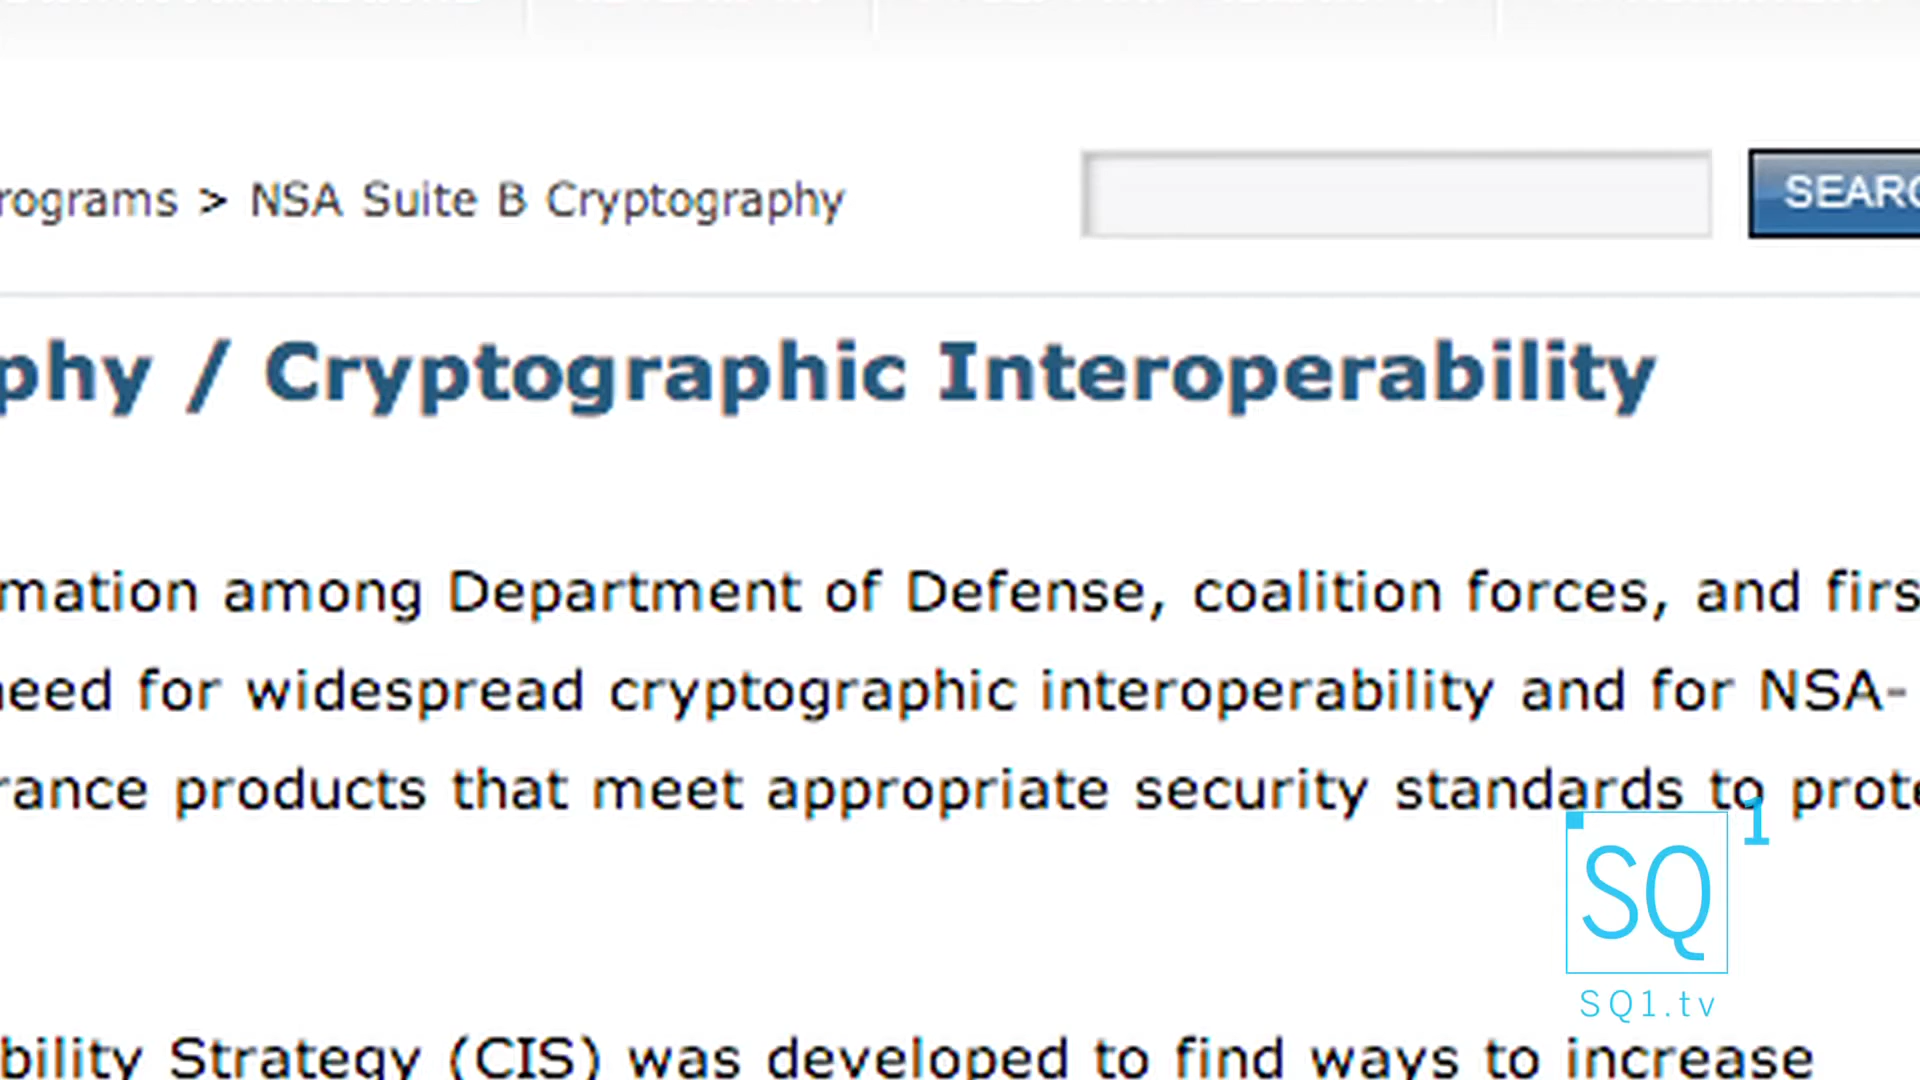 rograms > NSA Suite B Cryptography
SEARC
phy / Cryptographic Interoperability
mation among Department of Defense, coalition forces, and firs
eed for widespread cryptographic interoperability and for NSA-
rance products that meet appropriate security standards to prote
SQ 1
SQ1.tv
bility Strategy (CIS) was developed to find ways to increase